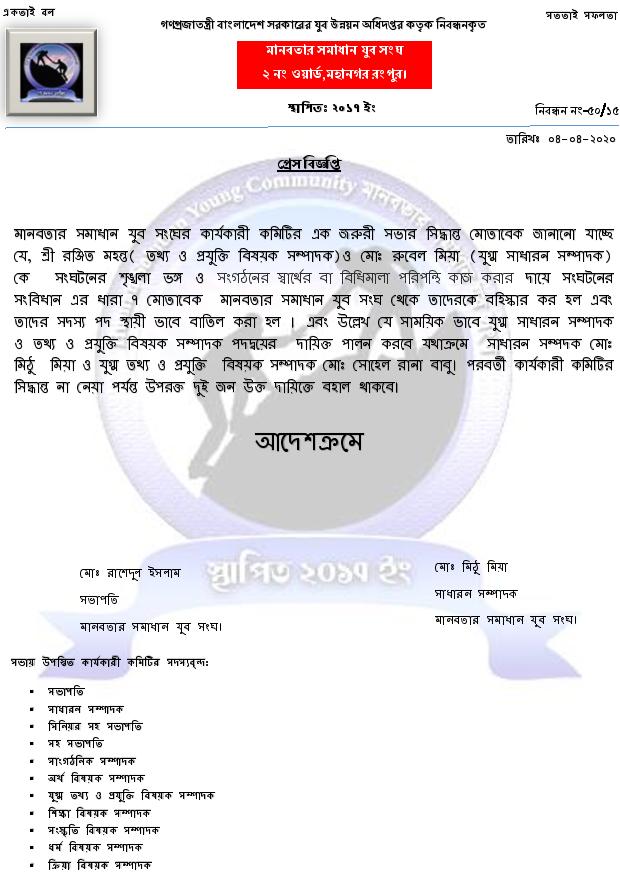 একতাই বল
সততাই সফলতা
গণপ্রজাতন্ত্রী বাংলাদেশ সরকারের যুব উন্নয়ন অধিদপ্তর কতৃক নিবন্ধনকৃত
মানবতার সমাধান যুব সংঘ
২ নং ওয়ার্ড,মহানগর রংপুর।
স্থাপিতঃ ২০১৭ ইং
নিবন্ধন নং-৫০/১৫
তারিখঃ ০৪-০৪-২০২০
প্রেস বিজ্ঞপ্তি
Young Community মানবতার
মানবতার সমাধান যুব সংঘের কার্যকারী কমিটির এক জরুরী সভার সিদ্ধান্ত মোতাবেক জানানো যাচ্ছে
যে, শ্রী রঞ্জিত মহন্ত( তথ্য ও প্রযুক্তি বিষয়ক সম্পাদক)ও মোঃ রুবেল মিয়া (যুগ্ম সাধারন সম্পাদক)
কে সংঘটনের শৃঙ্খলা ভঙ্গ ও সংগঠনের স্বার্থের বা বিধিমালা পরিপন্থি কাজ করার দায়ে সংঘটনের
সংবিধান এর ধারা ৭ মোতাবেক মানবতার সমাধান যুব সংঘ থেকে তাদেরকে বহিস্কার কর হল এবং
তাদের সদস্য পদ স্থায়ী ভাবে বাতিল করা হল । এবং উল্লেখ যে সাময়িক ভাবে যুগ্ম সাধারন সম্পাদক
ও তথ্য ও প্রযুক্তি বিষয়ক সম্পাদক পদদ্বয়ের দায়িক্ত পালন করবে যথাক্রমে সাধারন সম্পদক মোঃ
মিঠু মিয়া ও যুগ্ম তথ্য ও প্রযুক্তি বিষয়ক সম্পাদক মোঃ সোহেল রানা বাবু। পরবর্তী কার্যকারী কমিটির
সিদ্ধান্ত না নেয়া পর্যন্ত উপরক্ত দুই জন উক্ত দায়িক্তে বহাল থাকবে।
আদেশক্রমে
স্থাপিত ২০১৭ ইং
মোঃ রাশেদুল ইসলাম
সভাপতি
মানবতার সমাধান যুব সংঘ।
মোঃ মিঠু মিয়া
সাধারন সম্পাদক
মানবতার সমাধান যুব সংঘ।
সভায় উপস্থিত কার্যকারী কমিটির সদস্যবৃন্দ:
▪ সভাপতি
▪ সাধারন সম্পাদক
▪ সিনিয়র সহ সভাপতি
▪ সহ সভাপতি
▪ সাংগঠনিক সম্পাদক
▪ অর্থ বিষয়ক সম্পাদক
▪ যুগ্ম তথ্য ও প্রযুক্তি বিষয়ক সম্পাদক
▪ শিক্ষা বিষয়ক সম্পাদক
▪ সংস্কৃতি বিষয়ক সম্পাদক
▪ ধর্ম বিষয়ক সম্পাদক
▪ ক্রিয়া বিষয়ক সম্পাদক